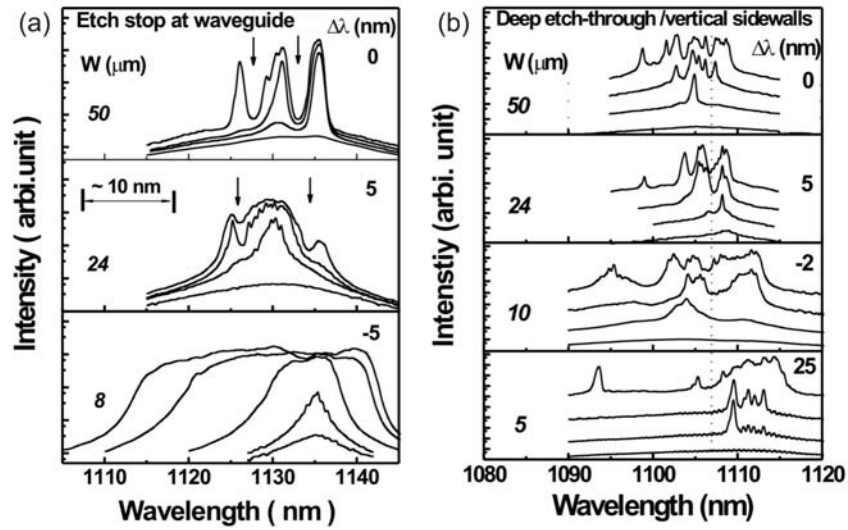 (a)
Etch stop at waveguide
Δλ (nm)
W (μm)
0
50
~ 10 nm
5
24
-5
8
Intensity ( arbi.unit )
1110 1120 1130 1140
Wavelength ( nm)
(b)
Deep etch-through /vertical sidewalls
Δλ (nm)
W (μm)
0
50
5
24
-2
10
25
5
Intenstiy (arb. unit)
1080 1090 1100 1110 1120
Wavelength (nm)